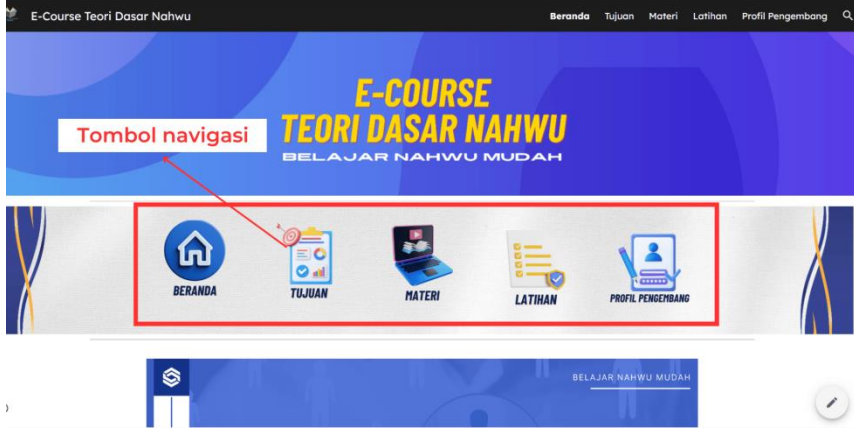 E-Course Teori Dasar Nahwu
Beranda Tujuan Materi Latihan Profil Pengembang
E-COURSE
TEORI DASAR NAHWU
BELAJAR NAHWU MUDAH
Tombol navigasi
BERANDA
TUJUAN
MATERI
LATIHAN
PROFIL PENGEMBANG
BELAJAR NAHWU MUDAH